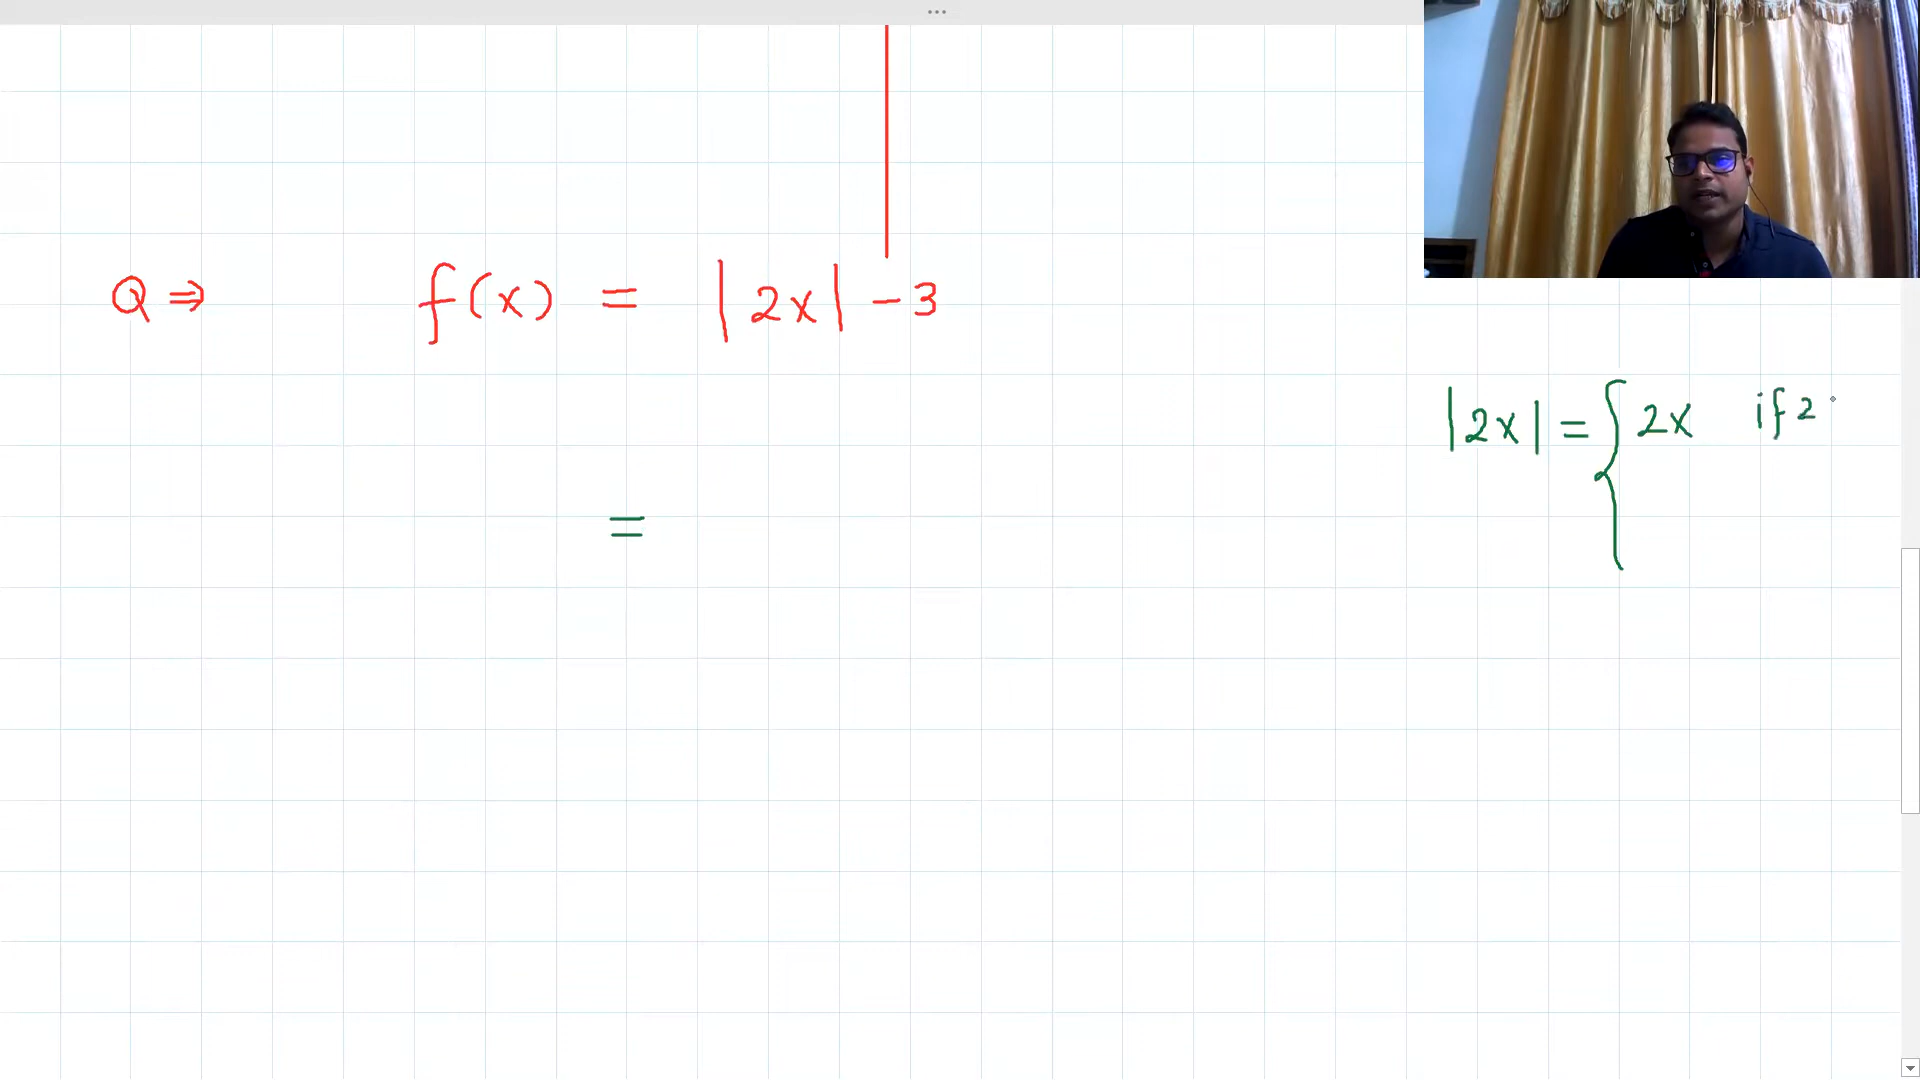 Q ⇒ f(x) = |2x| - 3
|2x| = { 2x if 2
=